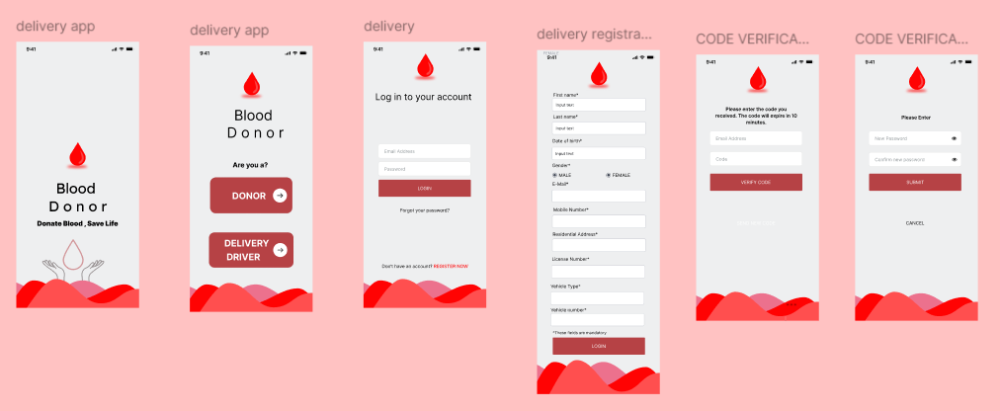 delivery app
9:41
Blood
Donor
Donate Blood , Save Life
delivery app
9:41
Blood
Donor
Are you a?
DONOR
DELIVERY
DRIVER
delivery
9:41
Log in to your account
Email Address
Password
LOGIN
Forgot your password?
Don't have an account? REGISTER NOW
delivery registra...
FEMALE
9:41
First name*
Input text
Last name*
Input text
Date of birth*
Input text
Gender*
MALE
FEMALE
E-Mail*
Mobile Number*
Residential Address*
License Number*
Vehicle Type*
Vehicle number*
*These fields are mandatory
LOGIN
CODE VERIFICA...
9:41
Please enter the code you
received. The code will expire in 10
minutes.
Email Address
Code
VERIFY CODE
CODE VERIFICA...
9:41
Please Enter
New Password
Confirm new password
SUBMIT
CANCEL